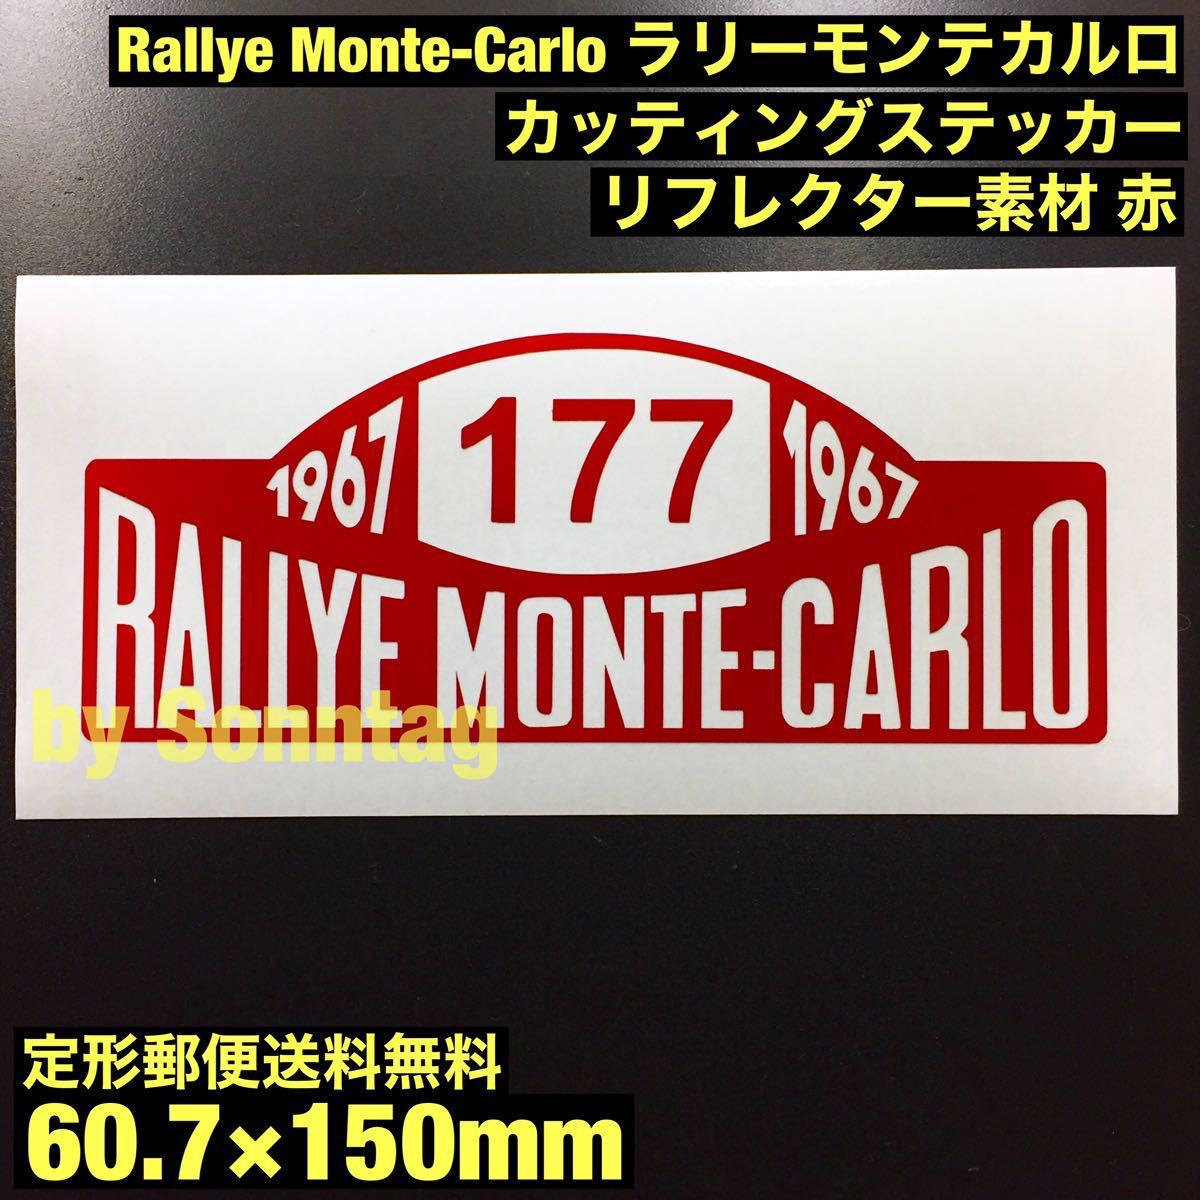 Rallye Monte-Carlo ラリーモンテカルロ
カッティングステッカー
リフレクター素材 赤
1967 177 1967
RALLYE MONTE-CARLO
by Sonntag
定形郵便送料無料
60.7×150mm